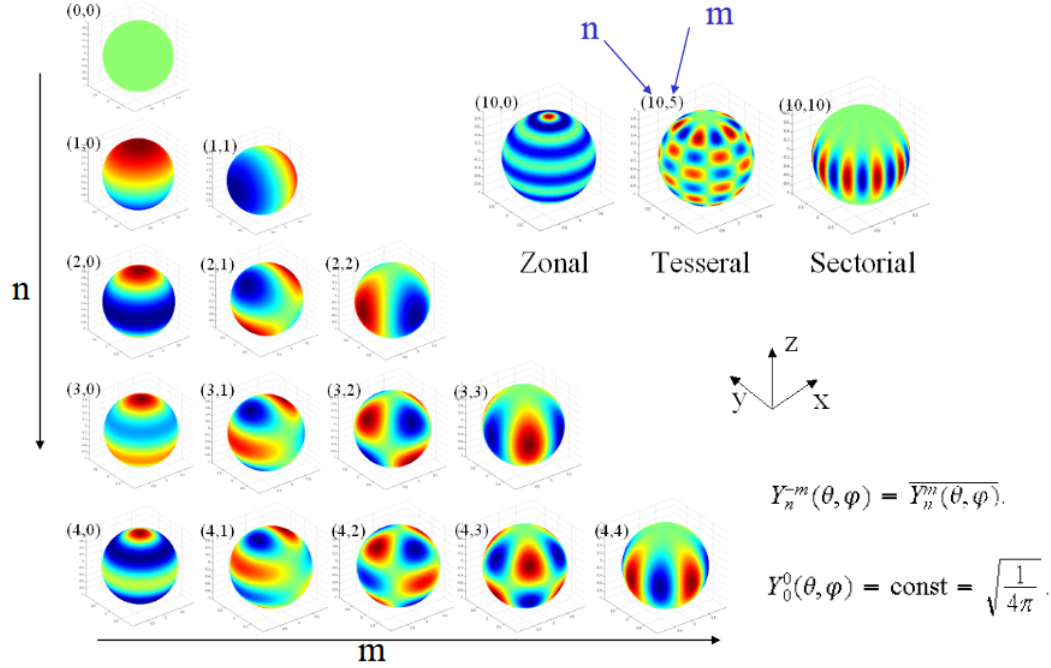 (0,0)
n m
(10,0) (10,5) (10,10)
(1,0) (1,1)
Zonal Tesseral Sectorial
(2,0) (2,1) (2,2)
n
z
y x
(3,0) (3,1) (3,2) (3,3)
Y_n^{-m}(θ, φ) = \overline{Y_n^m(θ, φ)}.
(4,0) (4,1) (4,2) (4,3) (4,4)
Y_0^0(θ, φ) = const = \sqrt{\frac{1}{4π}}.
m